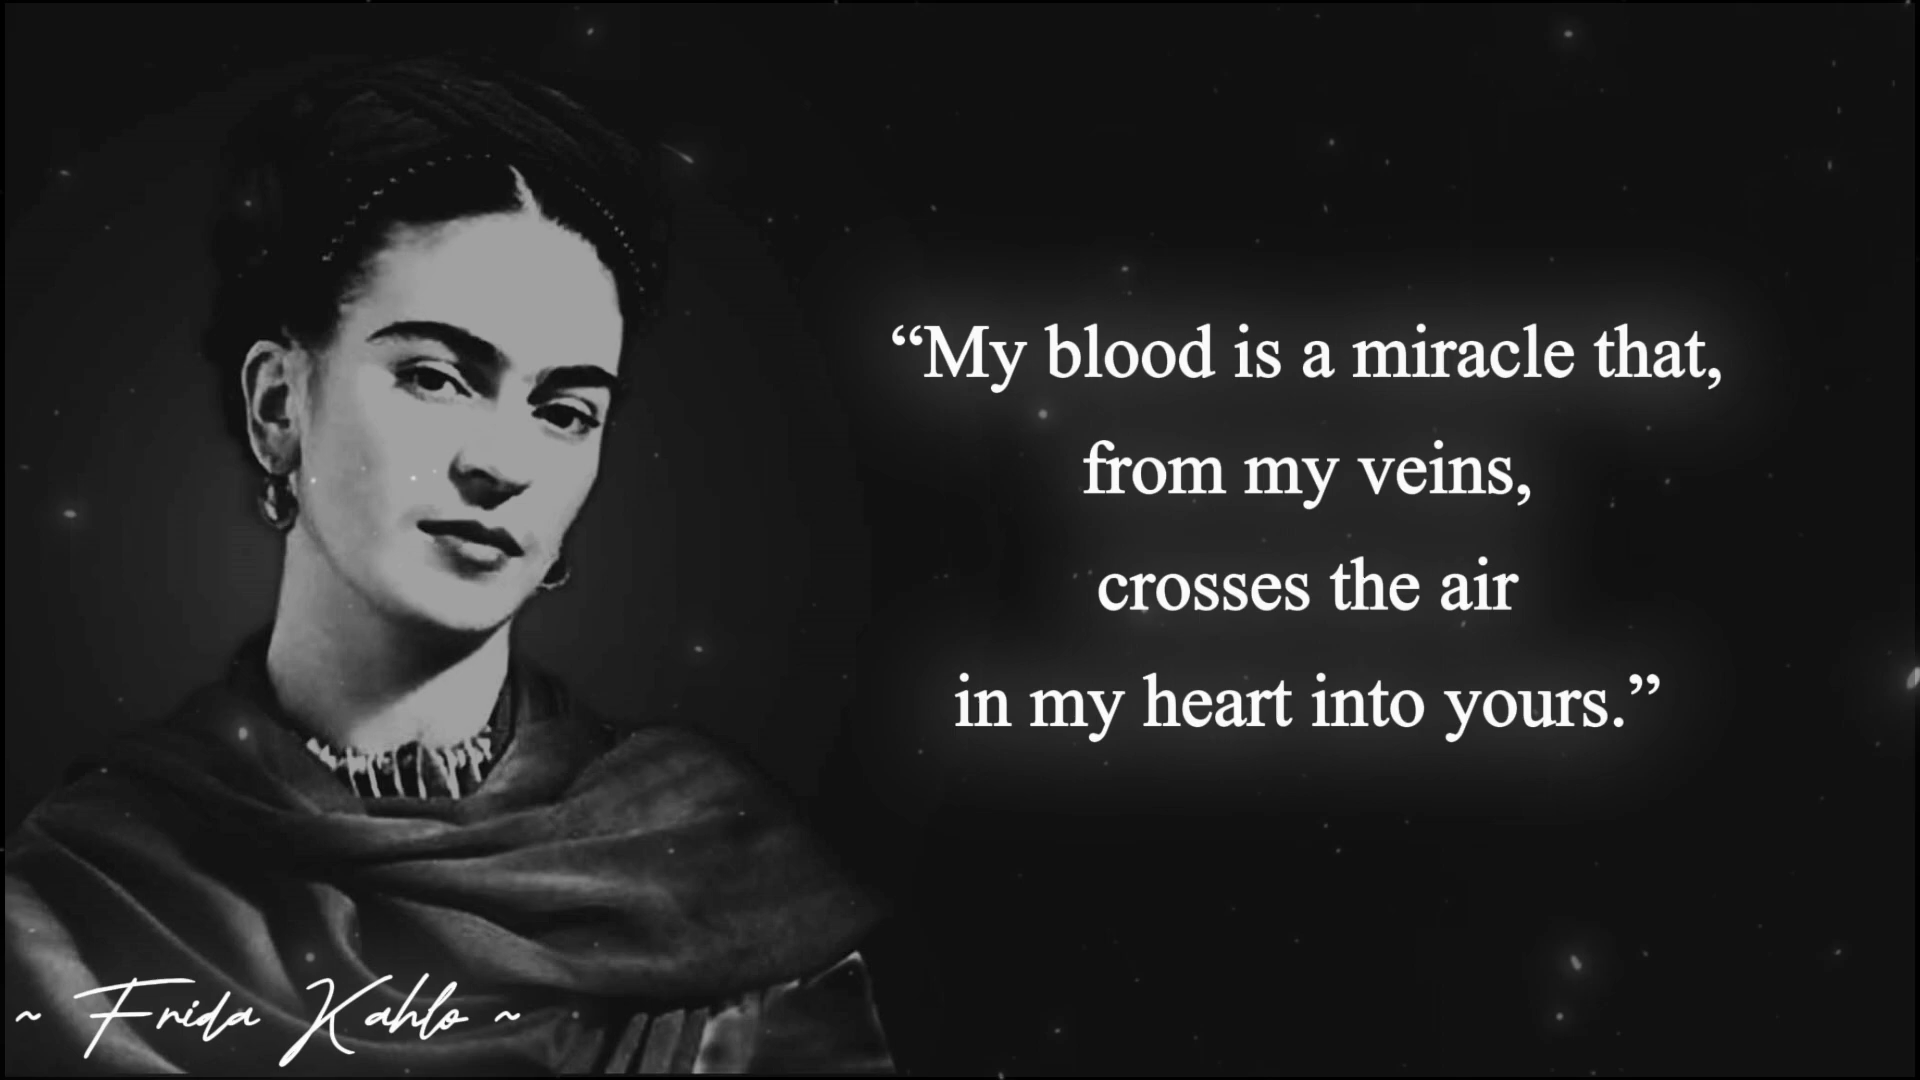 “My blood is a miracle that,
from my veins,
crosses the air
in my heart into yours.”
~ Frida Kahlo ~